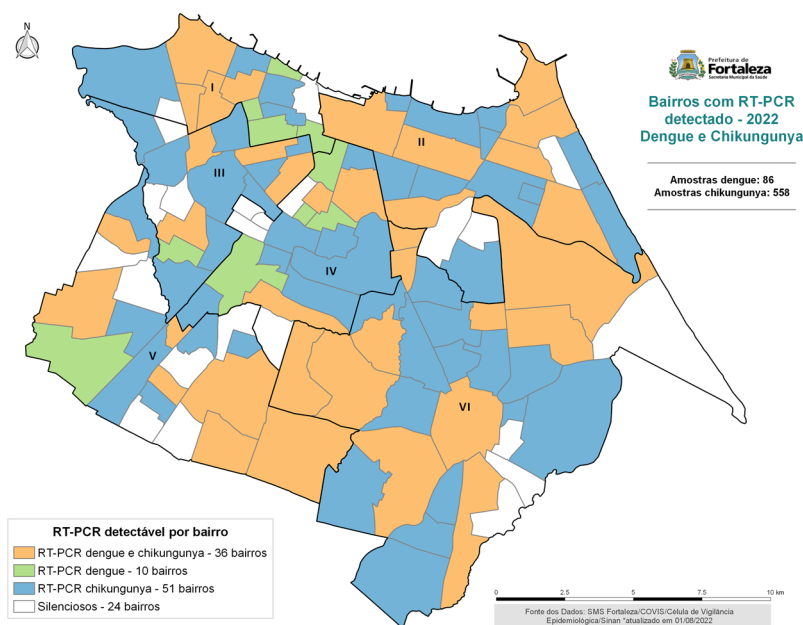 N
Prefeitura de
Fortaleza
Secretaria Municipal da Saúde
Bairros com RT-PCR
detectado - 2022
Dengue e Chikungunya
Amostras dengue: 86
Amostras chikungunya: 558
I
II
III
IV
V
VI
RT-PCR detectável por bairro
RT-PCR dengue e chikungunya - 36 bairros
RT-PCR dengue - 10 bairros
RT-PCR chikungunya - 51 bairros
Silenciosos - 24 bairros
0 2.5 5 7.5 10 km
Fonte dos Dados: SMS Fortaleza/COVIS/Célula de Vigilância
Epidemiológica/Sinan *atualizado em 01/08/2022